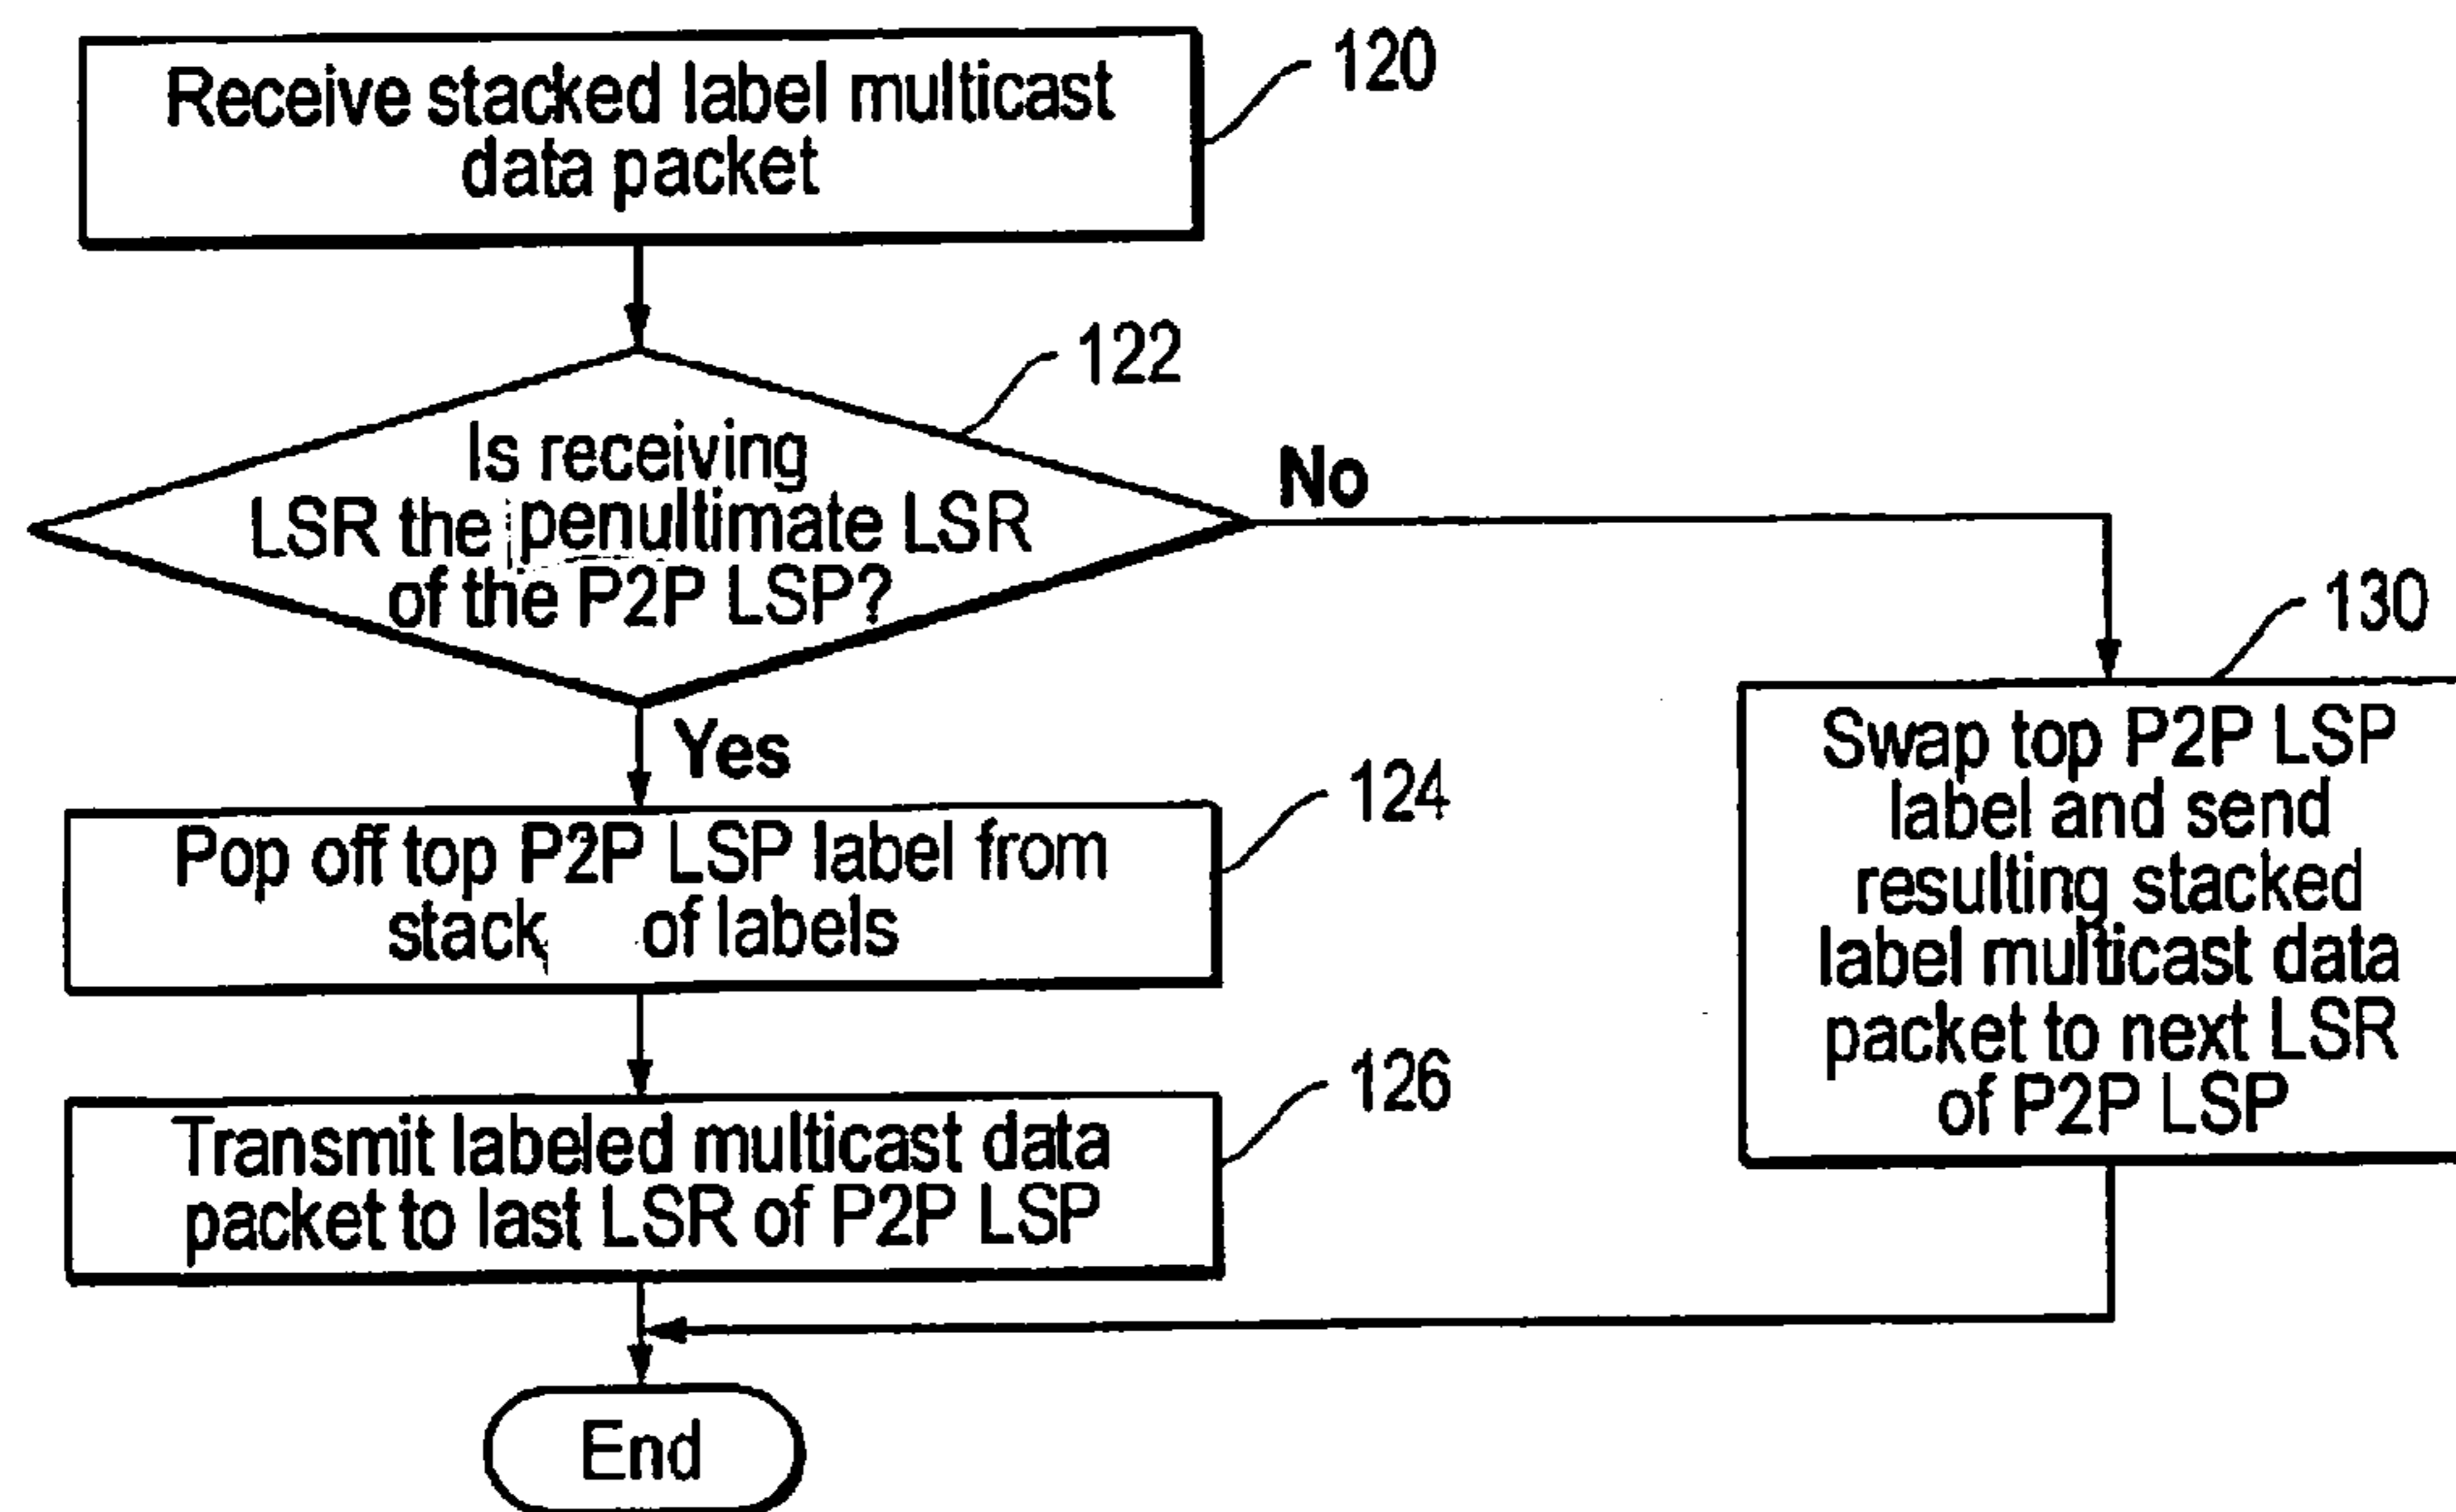 Receive stacked label multicast
data packet
120
122
Is receiving
LSR the penultimate LSR
of the P2P LSP?
No
Yes
130
Swap top P2P LSP
label and send
resulting stacked
label multicast data
packet to next LSR
of P2P LSP
124
Pop off top P2P LSP label from
stack of labels
126
Transmit labeled multicast data
packet to last LSR of P2P LSP
End